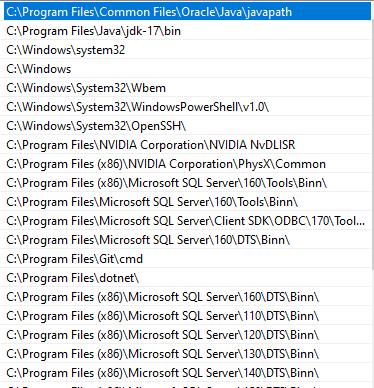 C:\Program Files\Common Files\Oracle\Java\javapath
C:\Program Files\Java\jdk-17\bin
C:\Windows\system32
C:\Windows
C:\Windows\System32\Wbem
C:\Windows\System32\WindowsPowerShell\v1.0\
C:\Windows\System32\OpenSSH\
C:\Program Files\NVIDIA Corporation\NVIDIA NvDLISR
C:\Program Files (x86)\NVIDIA Corporation\PhysX\Common
C:\Program Files (x86)\Microsoft SQL Server\160\Tools\Binn\
C:\Program Files\Microsoft SQL Server\160\Tools\Binn\
C:\Program Files\Microsoft SQL Server\Client SDK\ODBC\170\Tool...
C:\Program Files\Microsoft SQL Server\160\DTS\Binn\
C:\Program Files\Git\cmd
C:\Program Files\dotnet\
C:\Program Files (x86)\Microsoft SQL Server\160\DTS\Binn\
C:\Program Files (x86)\Microsoft SQL Server\110\DTS\Binn\
C:\Program Files (x86)\Microsoft SQL Server\120\DTS\Binn\
C:\Program Files (x86)\Microsoft SQL Server\130\DTS\Binn\
C:\Program Files (x86)\Microsoft SQL Server\140\DTS\Binn\